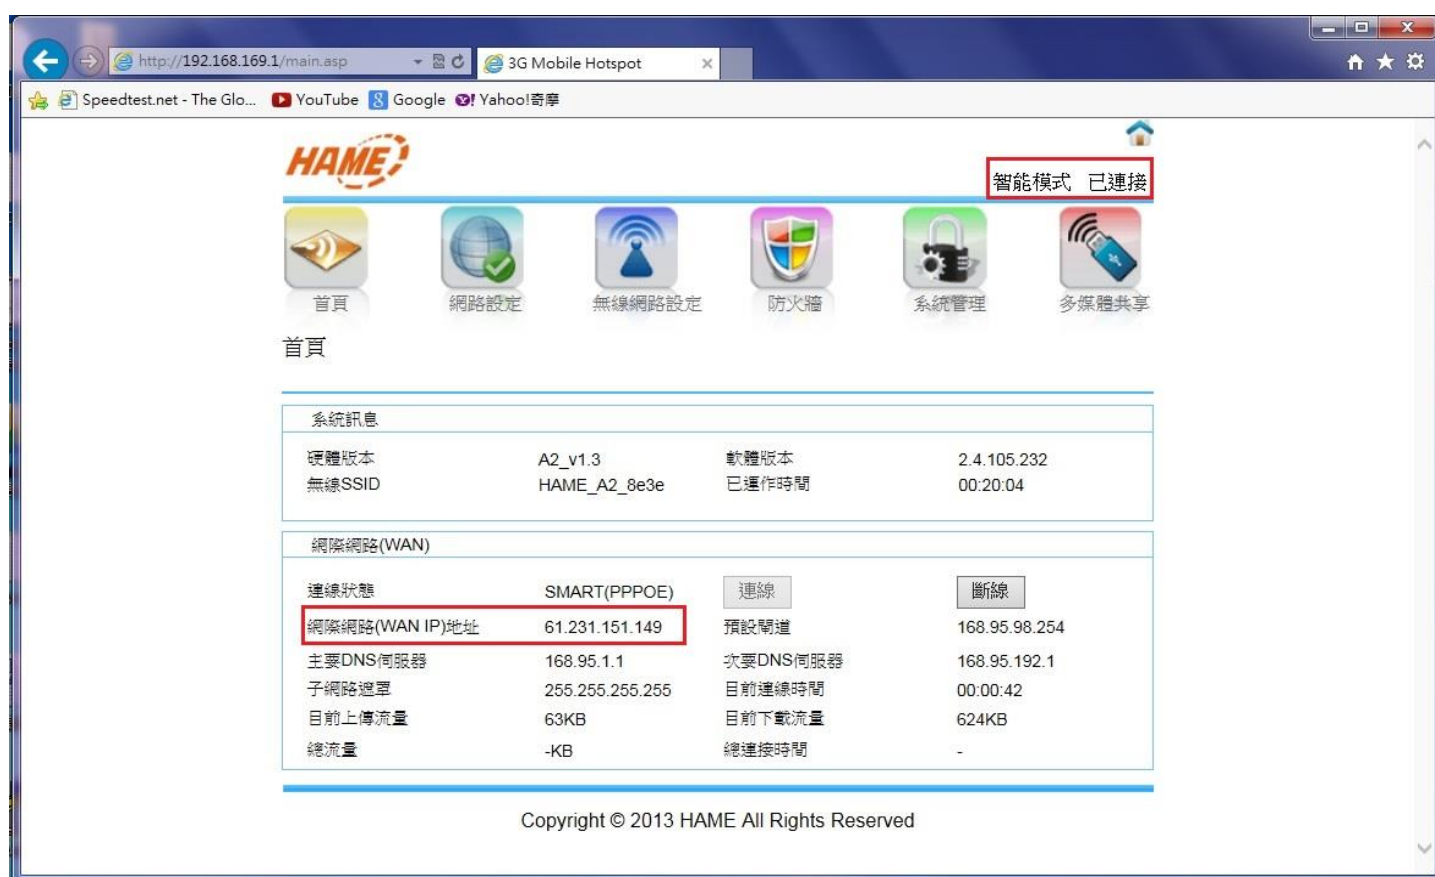 http://192.168.169.1/main.asp
3G Mobile Hotspot
Speedtest.net - The Glo... YouTube Google Yahoo!奇摩
HAME
智能模式 已連接
首頁 網路設定 無線網路設定 防火牆 系統管理 多媒體共享
首頁
系統訊息
硬體版本 A2_v1.3 軟體版本 2.4.105.232
無線SSID HAME_A2_8e3e 已運作時間 00:20:04
網際網路(WAN)
連線狀態 SMART(PPPOE) 連線 斷線
網際網路(WAN IP)地址 61.231.151.149 預設閘道 168.95.98.254
主要DNS伺服器 168.95.1.1 次要DNS伺服器 168.95.192.1
子網路遮罩 255.255.255.255 目前連線時間 00:00:42
目前上傳流量 63KB 目前下載流量 624KB
總流量 -KB 總連接時間 -
Copyright © 2013 HAME All Rights Reserved